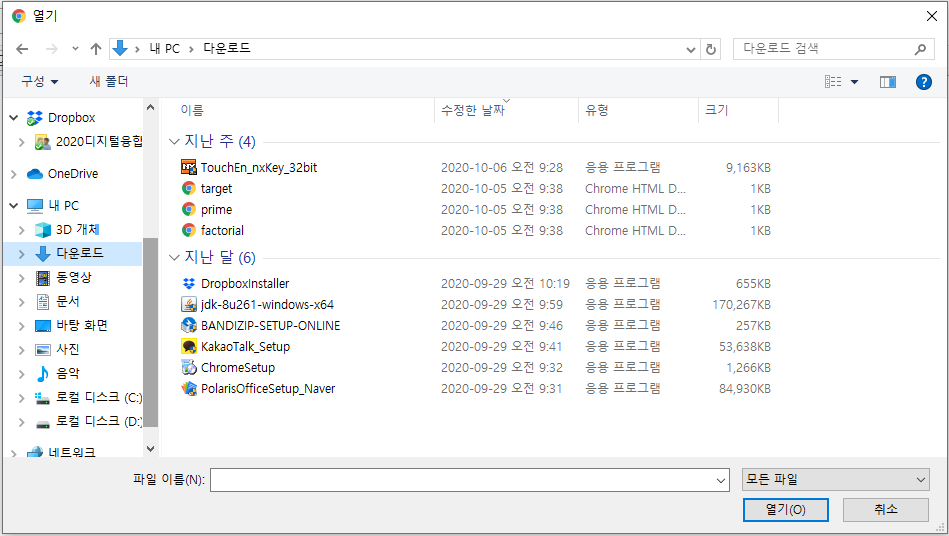 열기
내 PC > 다운로드
다운로드 검색
구성 새 폴더
이름 수정한 날짜 유형 크기
Dropbox
2020디지털융합
OneDrive
내 PC
3D 개체
다운로드
동영상
문서
바탕 화면
사진
음악
로컬 디스크 (C:)
로컬 디스크 (D:)
네트워크
지난 주 (4)
TouchEn_nxKey_32bit 2020-10-06 오전 9:28 응용 프로그램 9,163KB
target 2020-10-05 오전 9:38 Chrome HTML D... 1KB
prime 2020-10-05 오전 9:38 Chrome HTML D... 1KB
factorial 2020-10-05 오전 9:38 Chrome HTML D... 1KB
지난 달 (6)
DropboxInstaller 2020-09-29 오전 10:19 응용 프로그램 655KB
jdk-8u261-windows-x64 2020-09-29 오전 9:59 응용 프로그램 170,267KB
BANDIZIP-SETUP-ONLINE 2020-09-29 오전 9:46 응용 프로그램 257KB
KakaoTalk_Setup 2020-09-29 오전 9:41 응용 프로그램 53,638KB
ChromeSetup 2020-09-29 오전 9:32 응용 프로그램 1,266KB
PolarisOfficeSetup_Naver 2020-09-29 오전 9:31 응용 프로그램 84,930KB
파일 이름(N): 모든 파일
열기(O) 취소